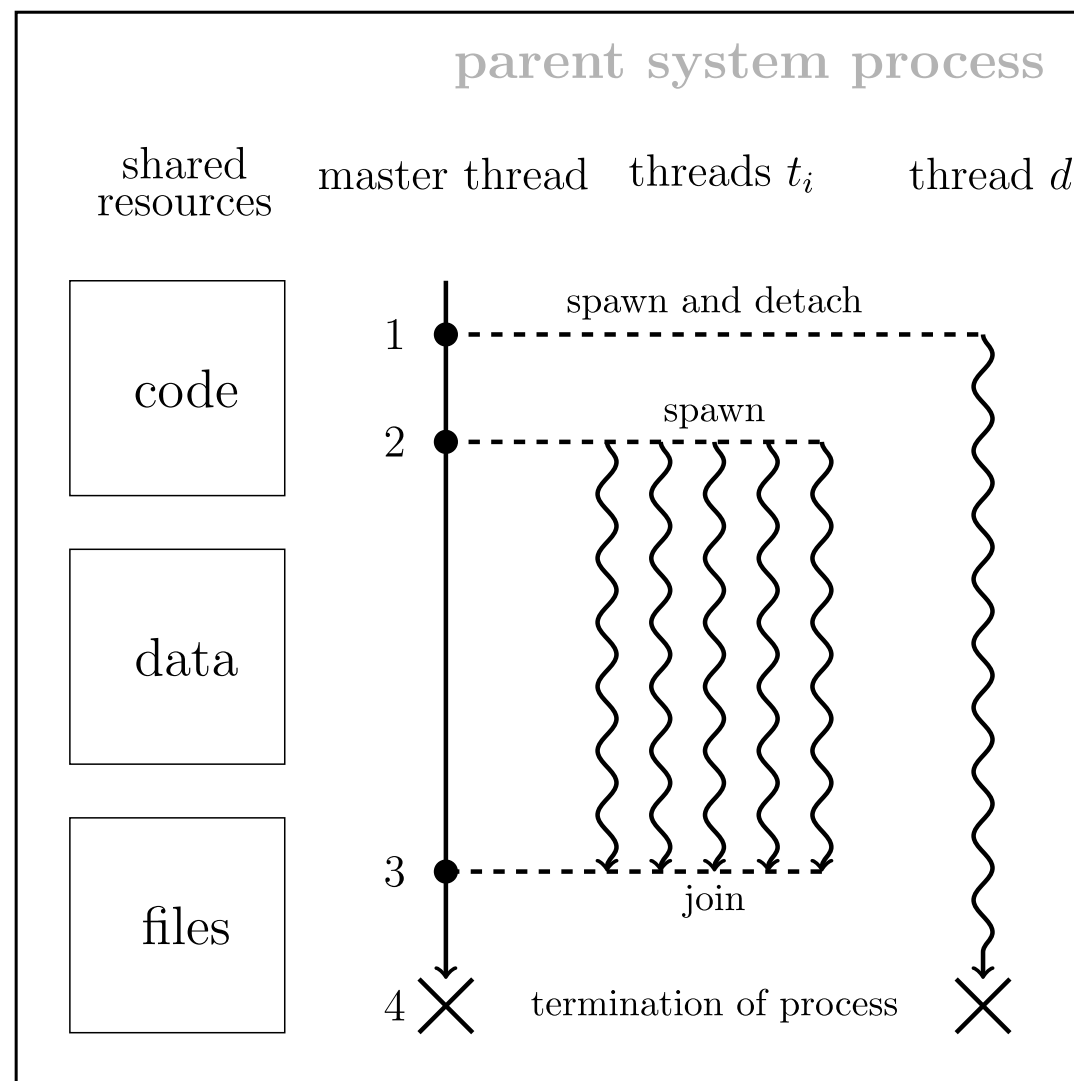 parent system process
shared
resources
master thread
threads t_i
thread d
code
data
files
1
spawn and detach
2
spawn
3
join
4
termination of process